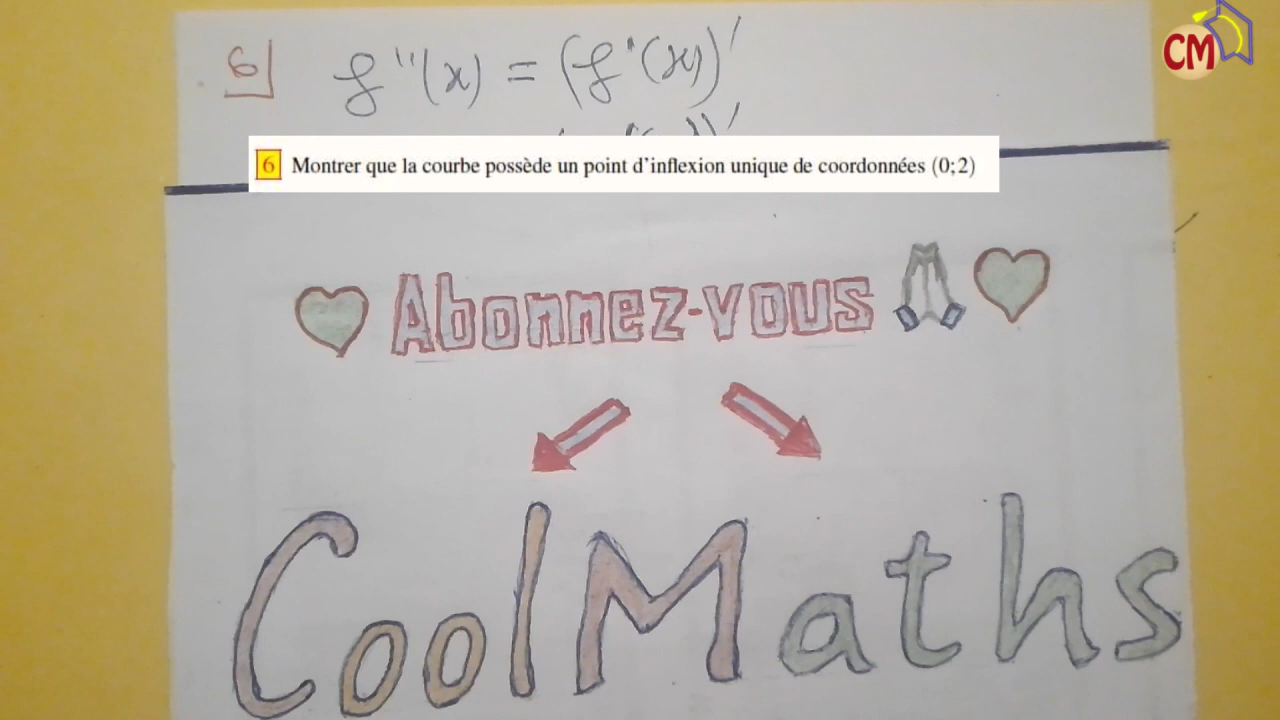 CM
6 f''(x) = (f'(x))'
6 Montrer que la courbe possède un point d'inflexion unique de coordonnées (0;2)
Abonnez-vous
CoolMaths